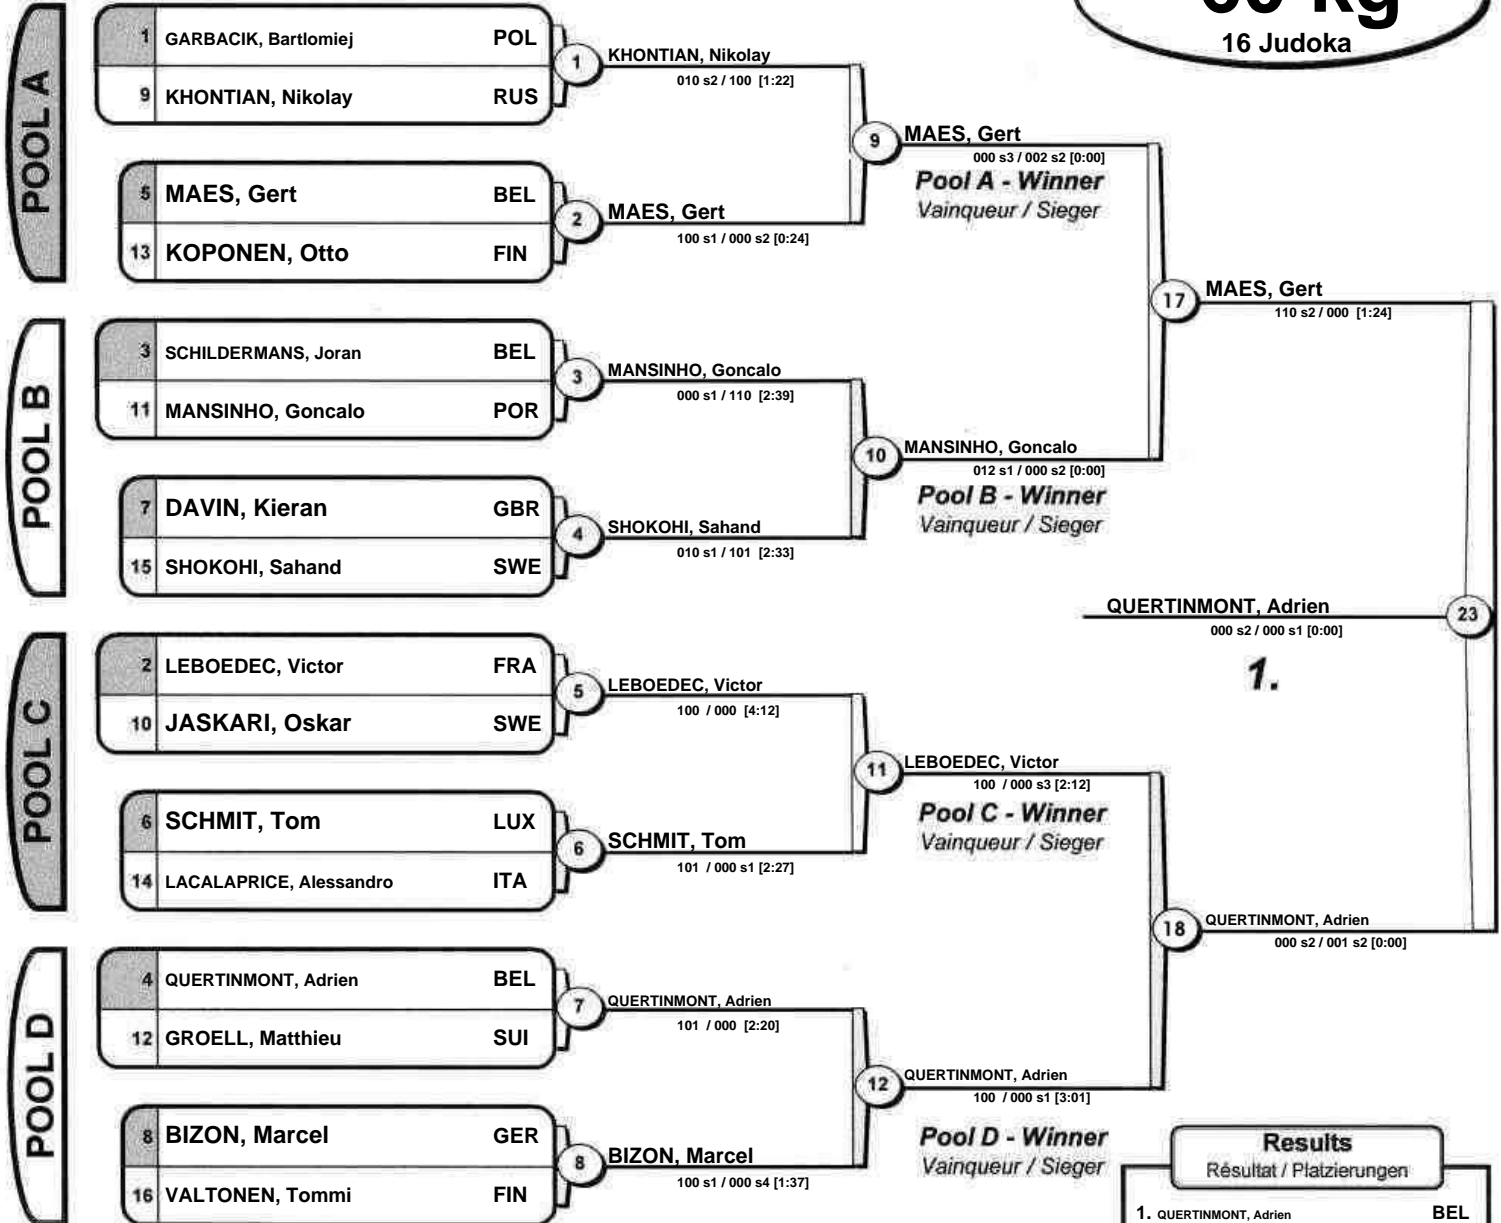 16 Judoka
POOL A
1 GARBACIK, Bartlomiej POL
9 KHONTIAN, Nikolay RUS
1
KHONTIAN, Nikolay
010 s2 / 100 [1:22]
5 MAES, Gert BEL
13 KOPONEN, Otto FIN
2
MAES, Gert
100 s1 / 000 s2 [0:24]
9
MAES, Gert
000 s3 / 002 s2 [0:00]
Pool A - Winner
Vainqueur / Sieger
POOL B
3 SCHILDERMANS, Joran BEL
11 MANSINHO, Goncalo POR
3
MANSINHO, Goncalo
000 s1 / 110 [2:39]
7 DAVIN, Kieran GBR
15 SHOKOHI, Sahand SWE
4
SHOKOHI, Sahand
010 s1 / 101 [2:33]
10
MANSINHO, Goncalo
012 s1 / 000 s2 [0:00]
Pool B - Winner
Vainqueur / Sieger
17
MAES, Gert
110 s2 / 000 [1:24]
POOL C
2 LEBOEDEC, Victor FRA
10 JASKARI, Oskar SWE
5
LEBOEDEC, Victor
100 / 000 [4:12]
6 SCHMIT, Tom LUX
14 LACALAPRICE, Alessandro ITA
6
SCHMIT, Tom
101 / 000 s1 [2:27]
11
LEBOEDEC, Victor
100 / 000 s3 [2:12]
Pool C - Winner
Vainqueur / Sieger
POOL D
4 QUERTINMONT, Adrien BEL
12 GROELL, Matthieu SUI
7
QUERTINMONT, Adrien
101 / 000 [2:20]
8 BIZON, Marcel GER
16 VALTONEN, Tommi FIN
8
BIZON, Marcel
100 s1 / 000 s4 [1:37]
12
QUERTINMONT, Adrien
100 / 000 s1 [3:01]
Pool D - Winner
Vainqueur / Sieger
18
QUERTINMONT, Adrien
000 s2 / 001 s2 [0:00]
23
QUERTINMONT, Adrien
000 s2 / 000 s1 [0:00]
1.
Results
Résultat / Platzierungen
1. QUERTINMONT, Adrien BEL